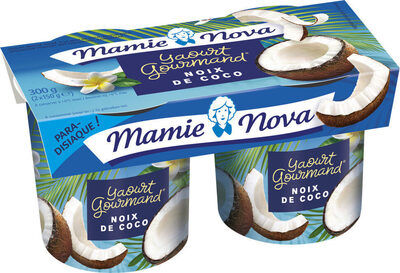 Mamie Nova
Yaourt
Gourmand
NOIX
DE COCO
300 g
(2x150 g e)
PARA-
DISIAQUE !
Mamie Nova
Yaourt
Gourmand
NOIX
DE COCO
Yaourt
Gourmand
NOIX
DE COCO